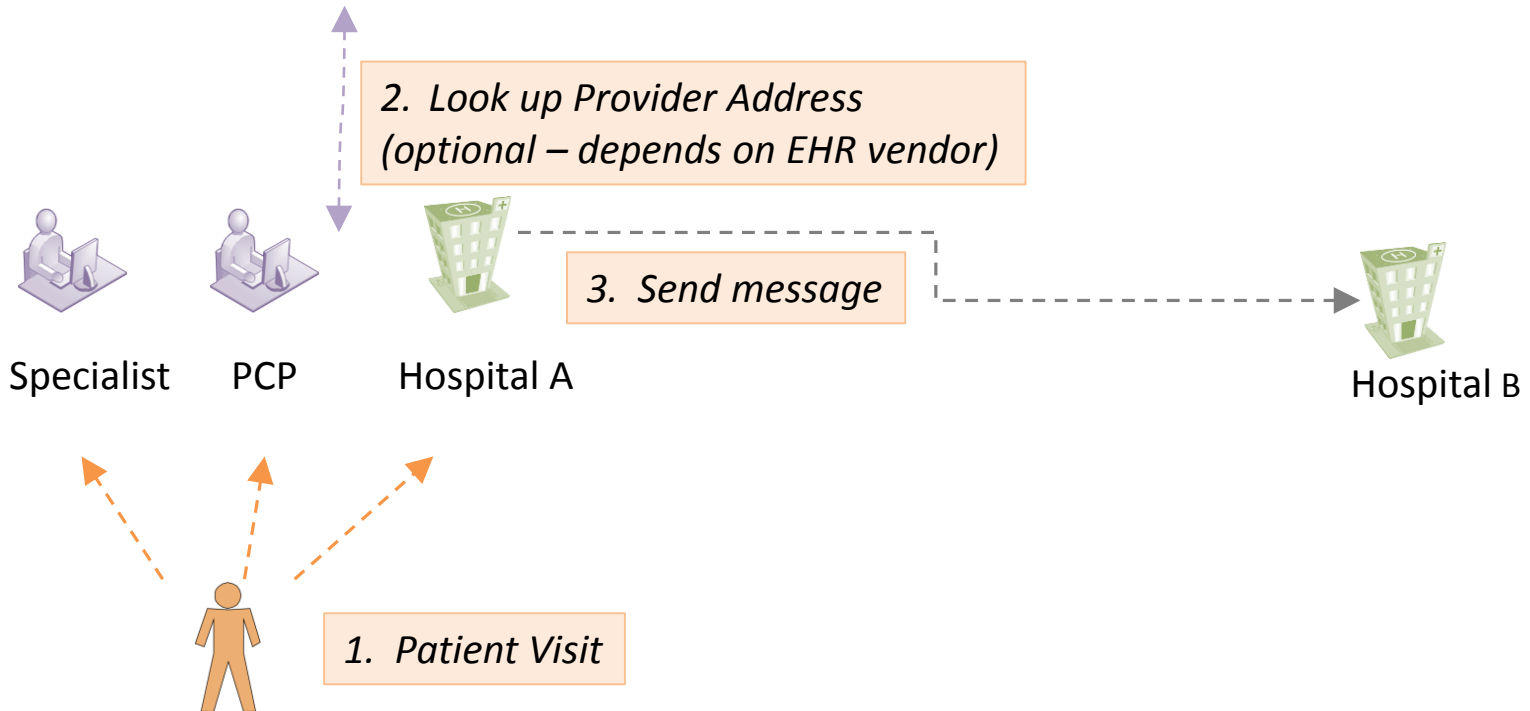 2. Look up Provider Address
(optional – depends on EHR vendor)
3. Send message
Specialist
PCP
Hospital A
Hospital B
1. Patient Visit